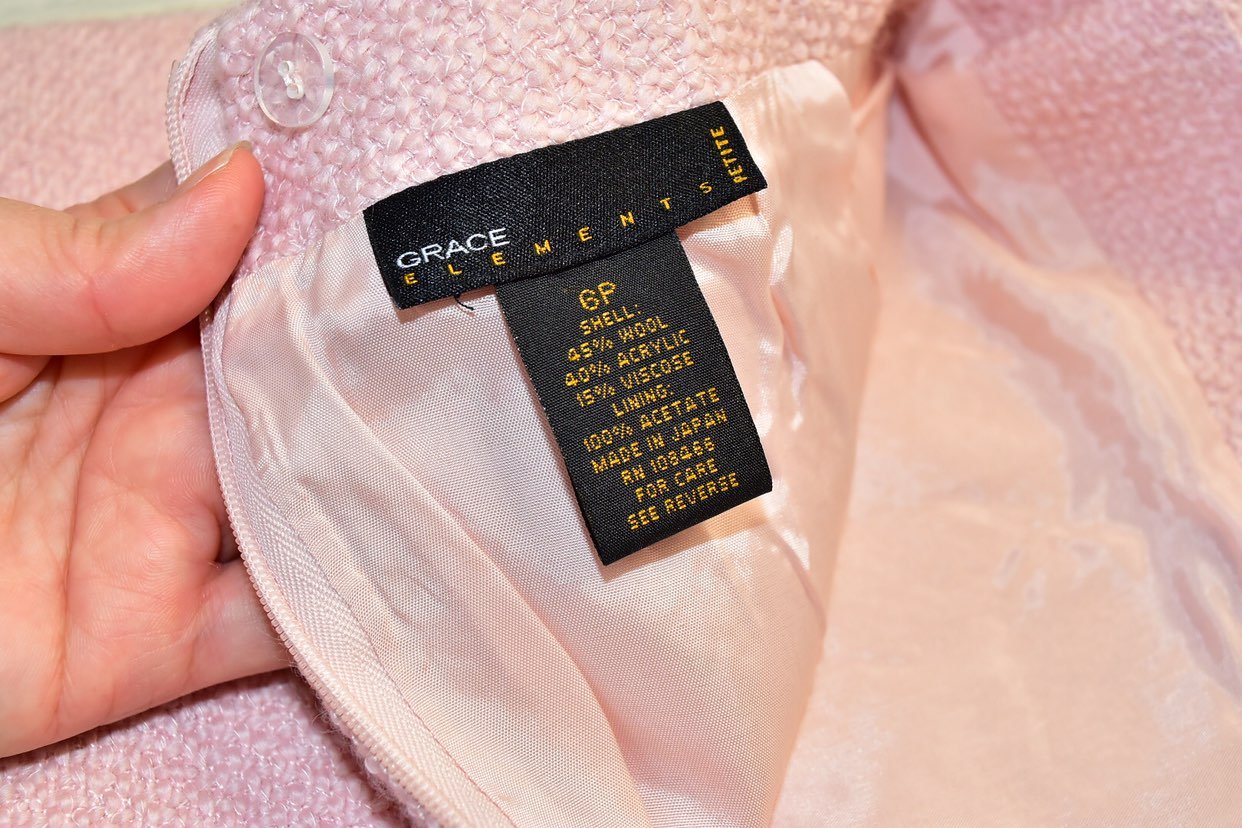 GRACE
ELEMENTS
PETITE
6P
SHELL:
45% WOOL
40% ACRYLIC
15% VISCOSE
LINING:
100% ACETATE
MADE IN JAPAN
RN 109466
FOR CARE
SEE REVERSE